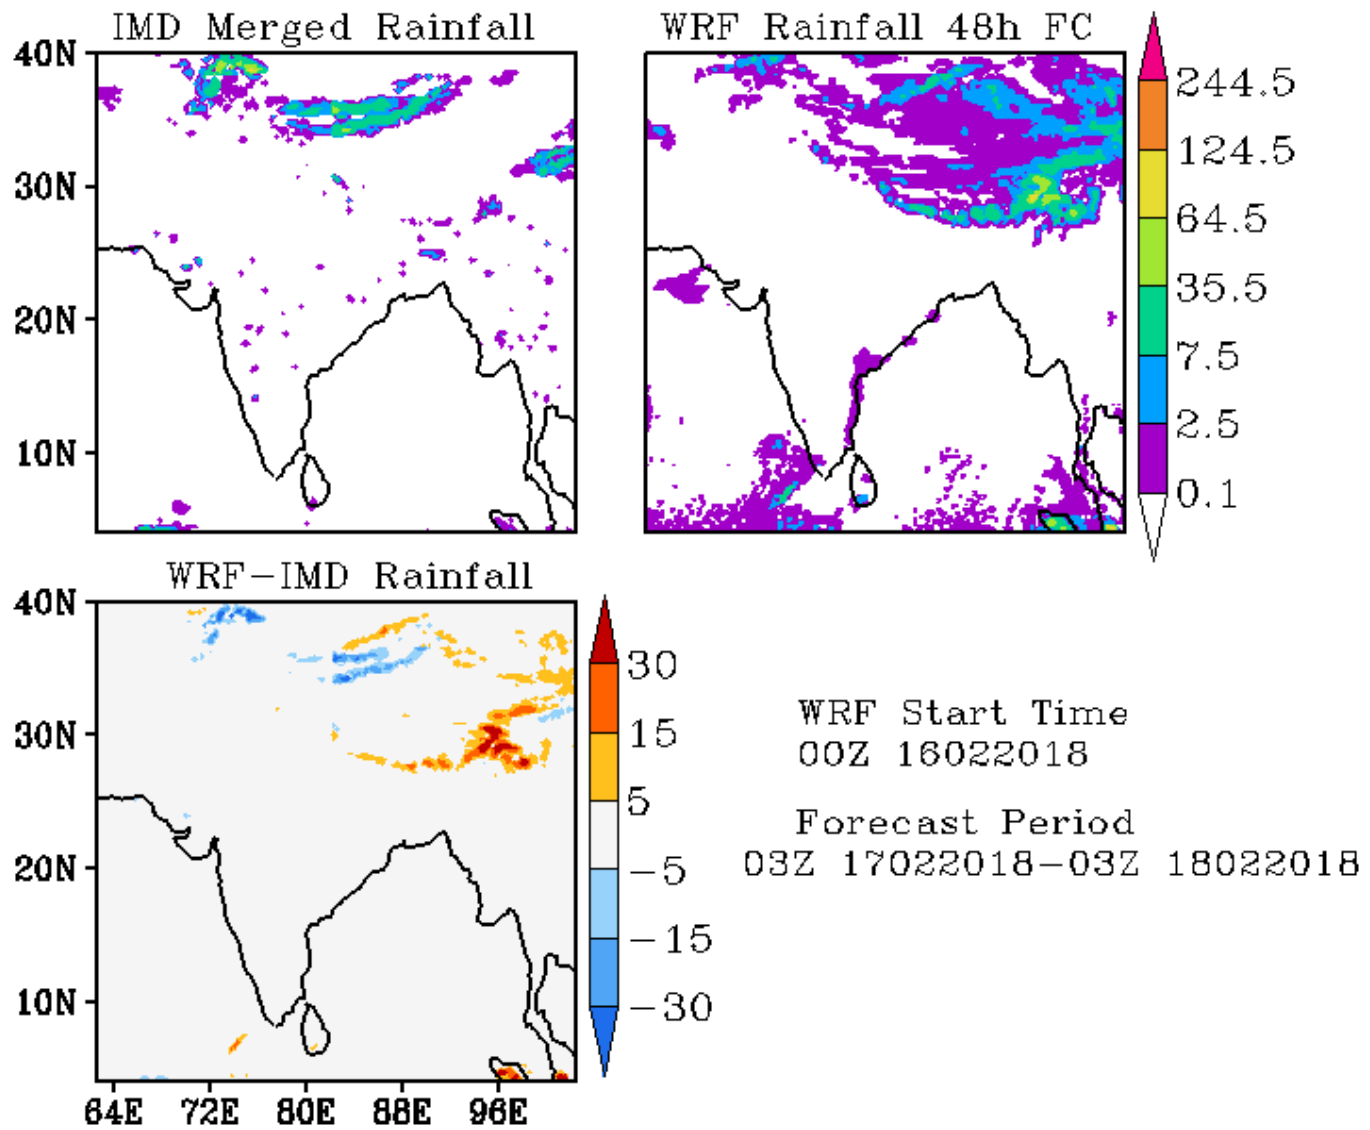 IMD Merged Rainfall
40N
30N
20N
10N
WRF Rainfall 48h FC
244.5
124.5
64.5
35.5
7.5
2.5
0.1
WRF-IMD Rainfall
40N
30N
20N
10N
64E 72E 80E 88E 96E
30
15
5
-5
-15
-30
WRF Start Time
00Z 16022018
Forecast Period
03Z 17022018-03Z 18022018